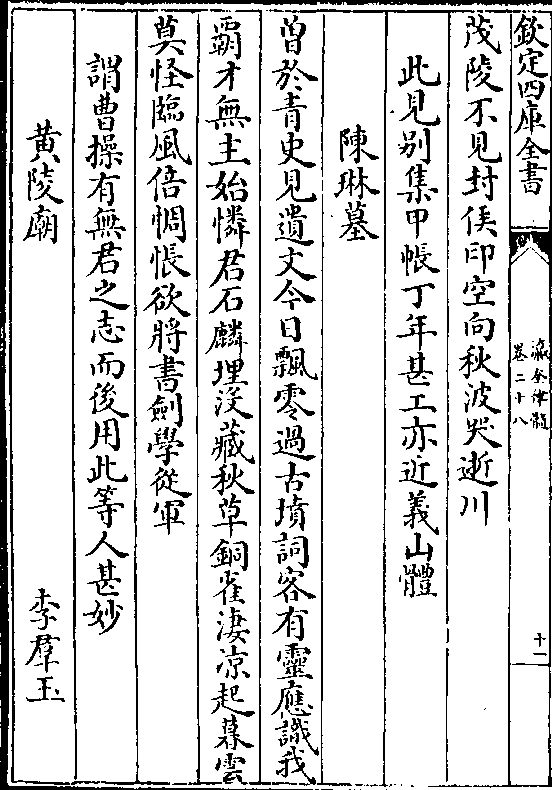 欽定四庫全書
瀛奎律髓
卷二十八
十一
茂陵不見封侯印空向秋波哭逝川
此見别集甲帳丁年甚工亦近義山體
陳琳墓
曽於青史見遺文今日飄零過古墳詞客有靈應識我
霸才無主始憐君石麟埋没藏秋草銅雀淒凉起暮雲
莫怪臨風倍惆悵欲將書劍學從軍
謂曹操有無君之志而後用此等人甚妙
黄陵廟 李羣玉